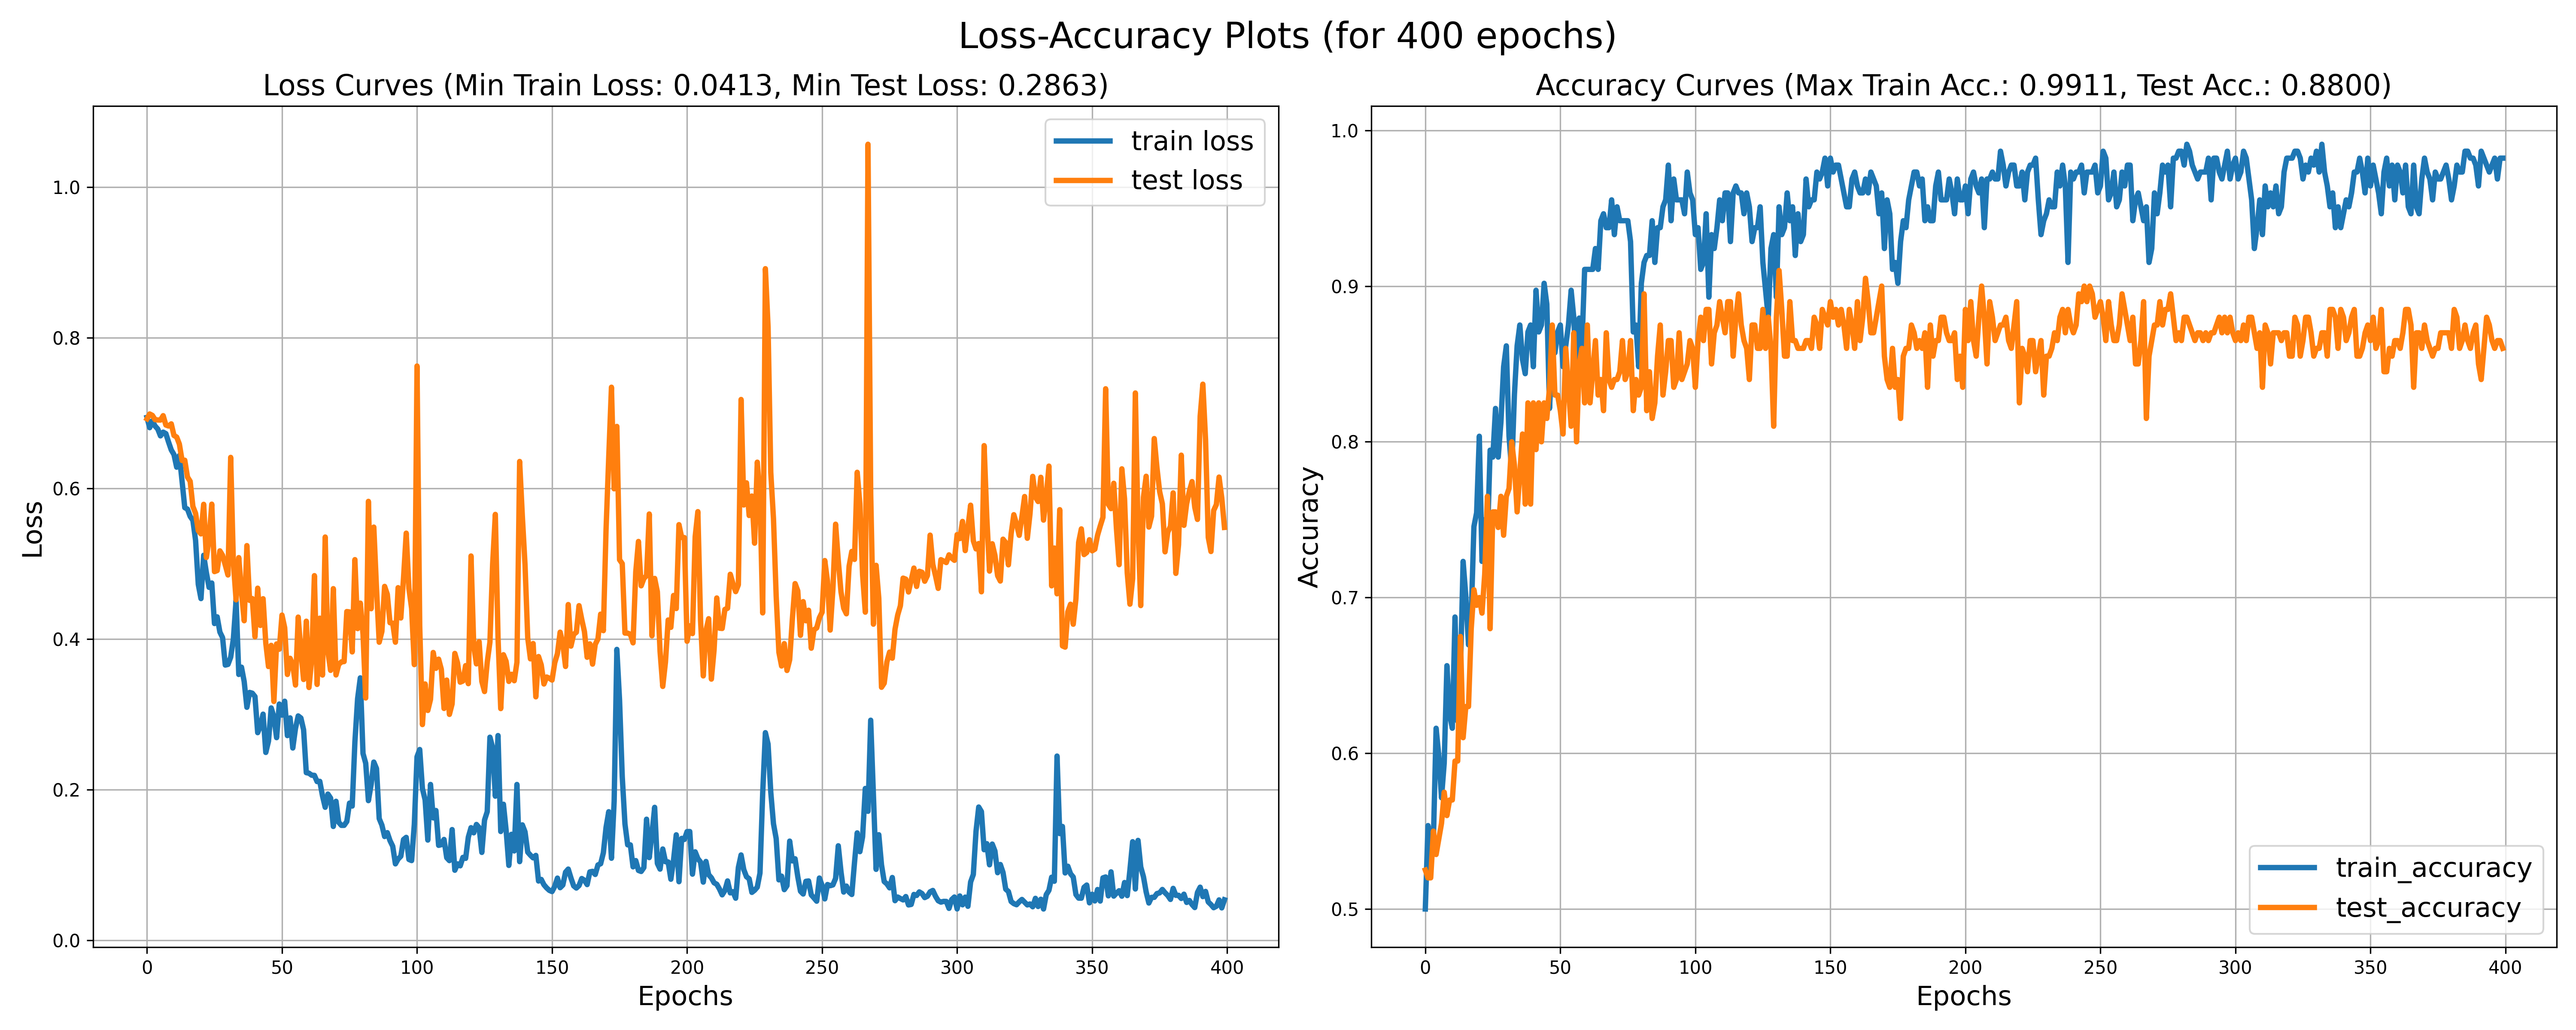 Loss-Accuracy Plots (for 400 epochs)
Loss Curves (Min Train Loss: 0.0413, Min Test Loss: 0.2863)
train loss
test loss
1.0
0.8
0.6
0.4
0.2
0.0
Loss
0 50 100 150 200 250 300 350 400
Epochs
Accuracy Curves (Max Train Acc.: 0.9911, Test Acc.: 0.8800)
1.0
0.9
0.8
0.7
0.6
0.5
Accuracy
train_accuracy
test_accuracy
0 50 100 150 200 250 300 350 400
Epochs